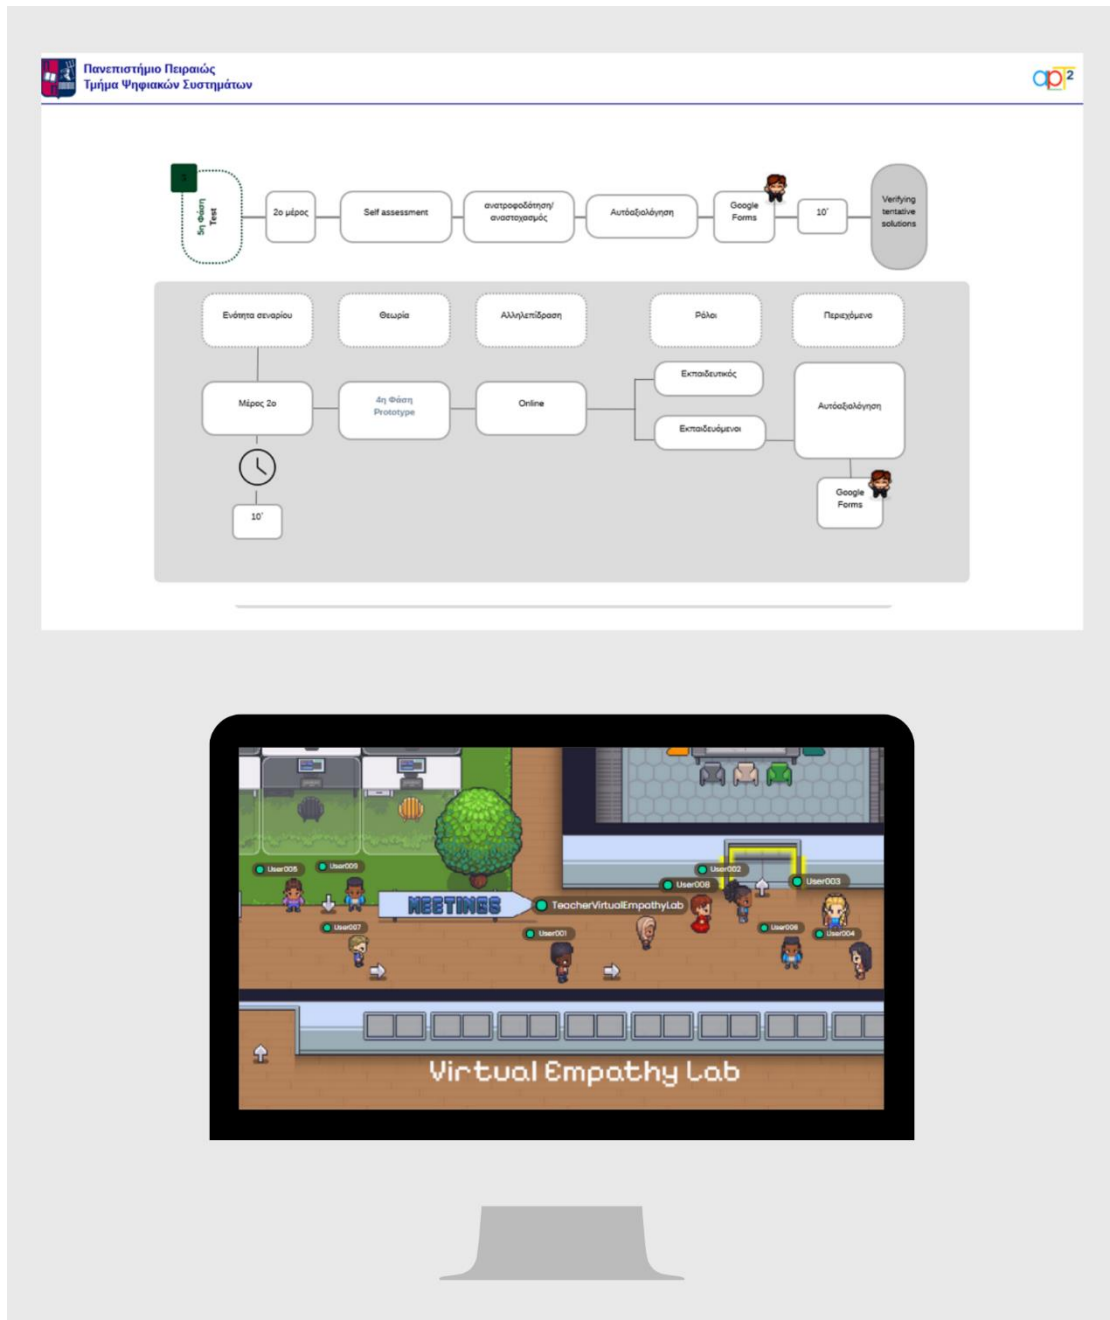 Πανεπιστήμιο Πειραιώς
Τμήμα Ψηφιακών Συστημάτων
apT2
5
5η Φάση
Test
2ο μέρος
Self assessment
ανατροφοδότηση/
αναστοχασμός
Αυτόαξιολόγηση
Google
Forms
10΄
Verifying
tentative
solutions
Ενότητα σεναρίου
Θεωρία
Αλληλεπίδραση
Ρόλοι
Περιεχόμενο
Μέρος 2ο
4η Φάση
Prototype
Online
Εκπαιδευτικός
Εκπαιδευόμενοι
Αυτόαξιολόγηση
10΄
Google
Forms
User005
User009
User002
User008
User003
MEETINGS
TeacherVirtualEmpathyLab
User007
User001
User006
User004
Virtual Empathy Lab